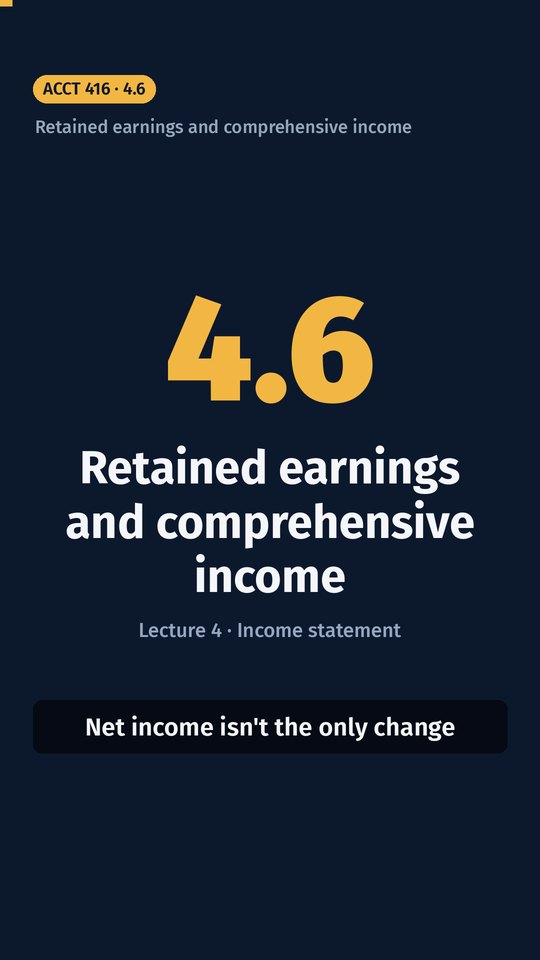 ACCT 416 · 4.6
Retained earnings and comprehensive income
4.6
Retained earnings
and comprehensive
income
Lecture 4 · Income statement
Net income isn't the only change